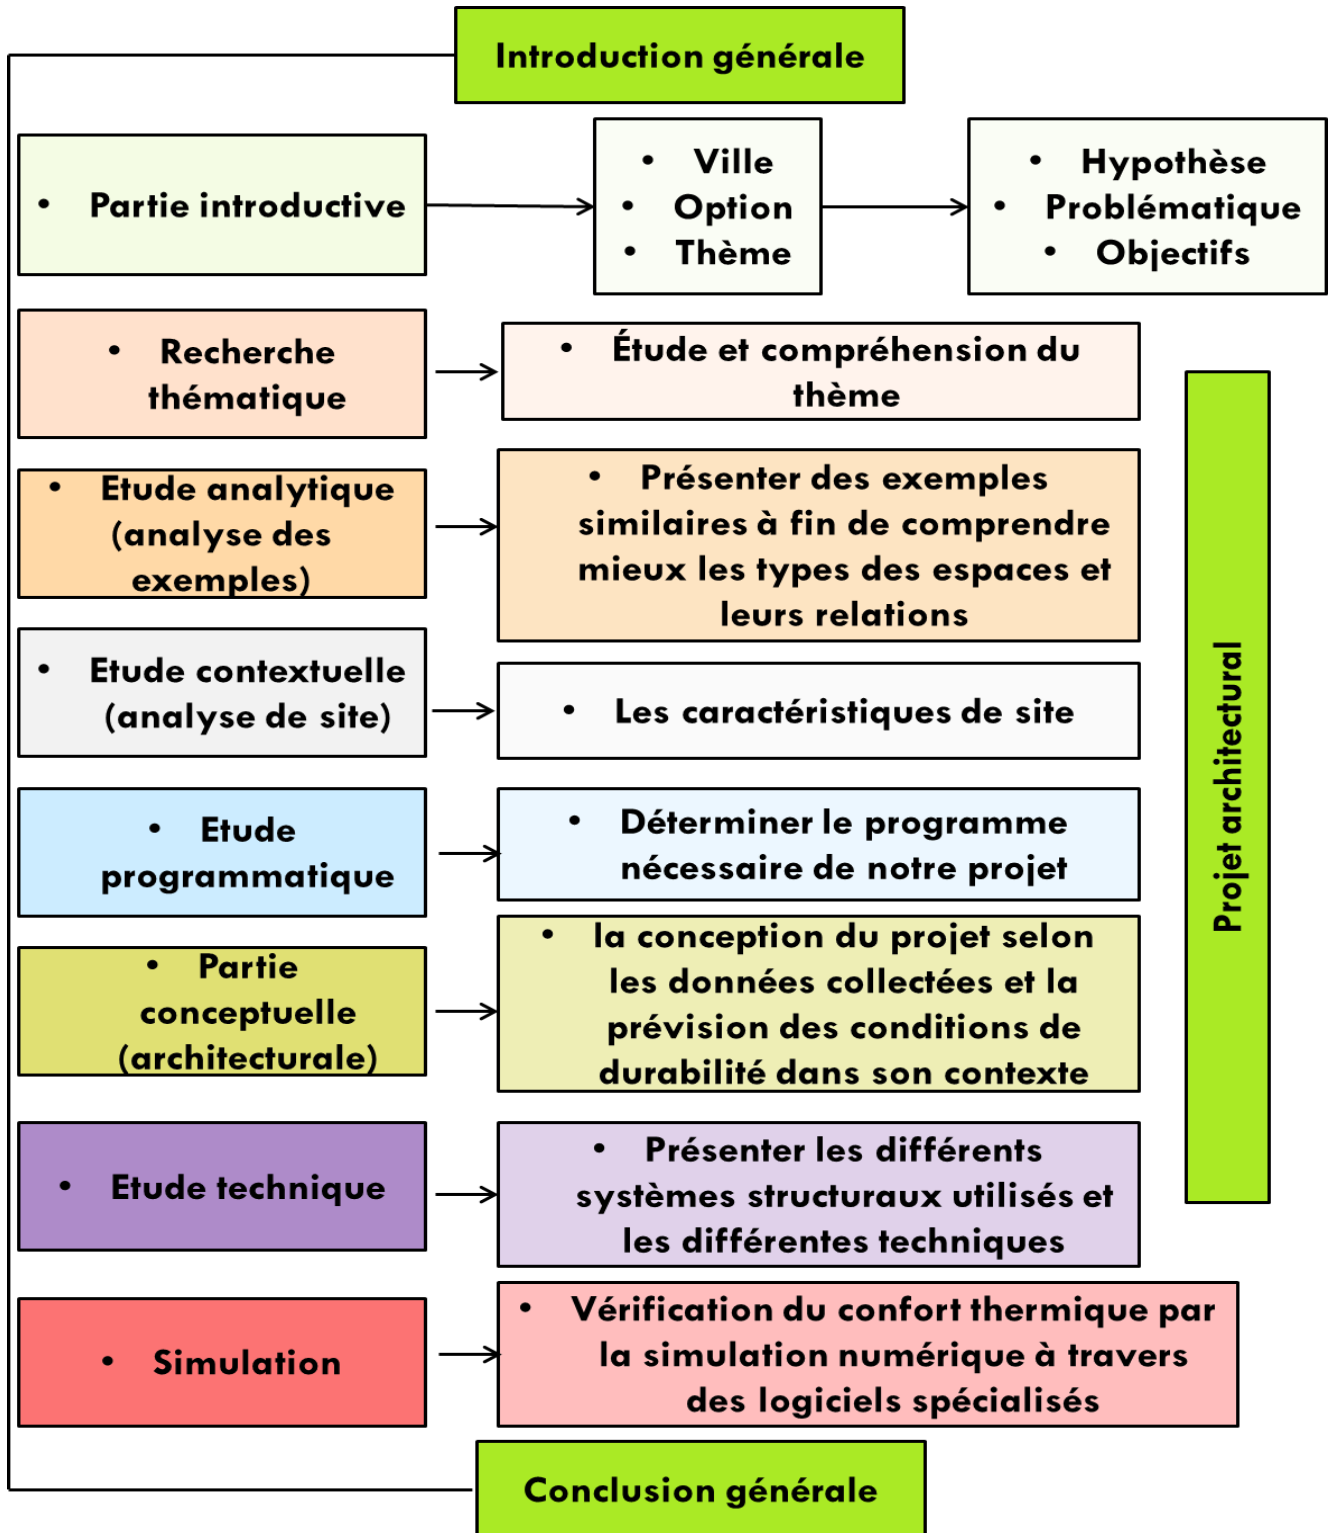 Introduction générale
• Partie introductive
• Ville
• Option
• Thème
• Hypothèse
• Problématique
• Objectifs
• Recherche
thématique
• Étude et compréhension du
thème
• Etude analytique
(analyse des
exemples)
• Présenter des exemples
similaires à fin de comprendre
mieux les types des espaces et
leurs relations
• Etude contextuelle
(analyse de site)
• Les caractéristiques de site
• Etude
programmatique
• Déterminer le programme
nécessaire de notre projet
• Partie
conceptuelle
(architecturale)
• la conception du projet selon
les données collectées et la
prévision des conditions de
durabilité dans son contexte
• Etude technique
• Présenter les différents
systèmes structuraux utilisés et
les différentes techniques
Projet architectural
• Simulation
• Vérification du confort thermique par
la simulation numérique à travers
des logiciels spécialisés
Conclusion générale